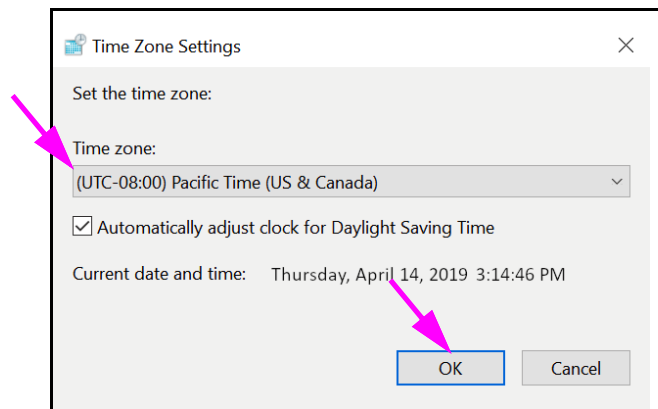 Time Zone Settings
Set the time zone:
Time zone:
(UTC-08:00) Pacific Time (US & Canada)
Automatically adjust clock for Daylight Saving Time
Current date and time: Thursday, April 14, 2019 3:14:46 PM
OK Cancel